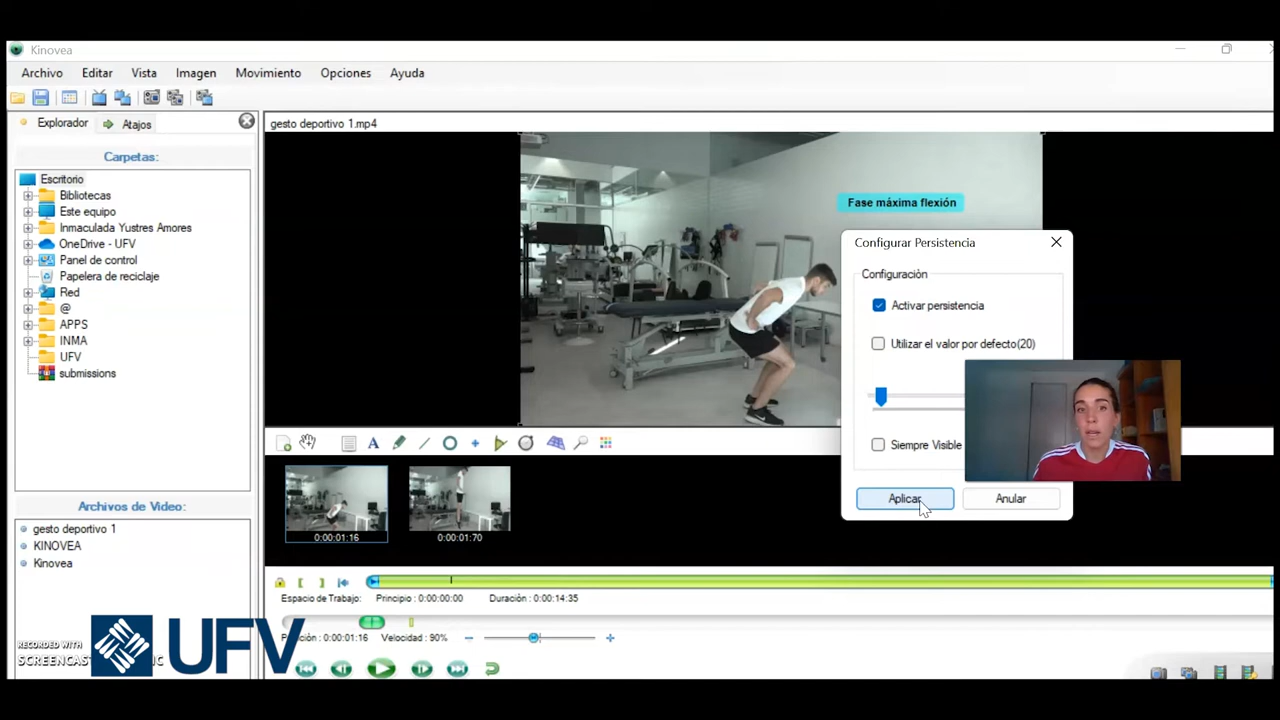 Kinovea
Archivo Editar Vista Imagen Movimiento Opciones Ayuda
Explorador Atajos
gesto deportivo 1.mp4
Carpetas:
Escritorio
Bibliotecas
Este equipo
Inmaculada Yustres Amores
OneDrive - UFV
Panel de control
Papelera de reciclaje
Red
@
APPS
INMA
UFV
submissions
Archivos de Video:
gesto deportivo 1
KINOVEA
Kinovea
Fase máxima flexión
Configurar Persistencia
Configuración
Activar persistencia
Utilizar el valor por defecto(20)
Siempre Visible
Aplicar Anular
0:00:01:16 0:00:01:70
Espacio de Trabajo: Principio : 0:00:00:00 Duración : 0:00:14:35
: 0:00:01:16 Velocidad : 90%
RECORDED WITH
UFV